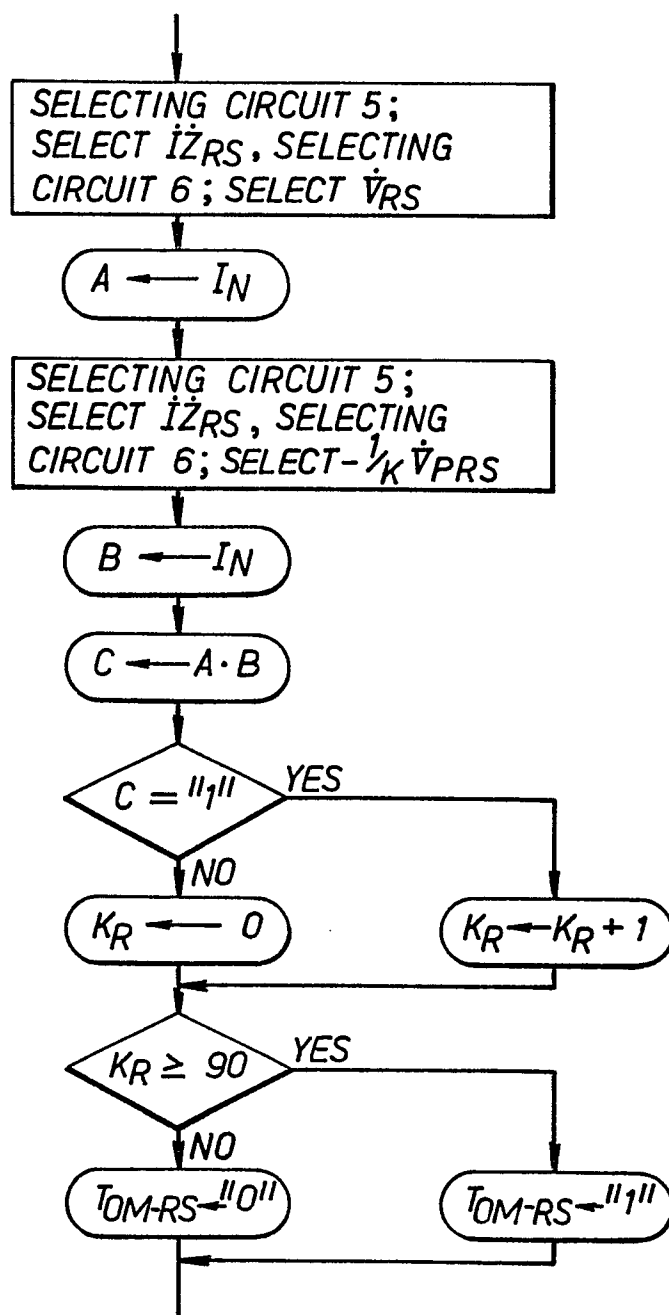 SELECTING CIRCUIT 5;
SELECT İŻRS, SELECTING
CIRCUIT 6; SELECT V̇RS
A ← IN
SELECTING CIRCUIT 5;
SELECT İŻRS, SELECTING
CIRCUIT 6; SELECT-1/K V̇PRS
B ← IN
C ← A·B
C = "1"
YES
NO
KR ← 0
KR ← KR + 1
KR ≥ 90
YES
NO
TOM-RS ← "0"
TOM-RS ← "1"